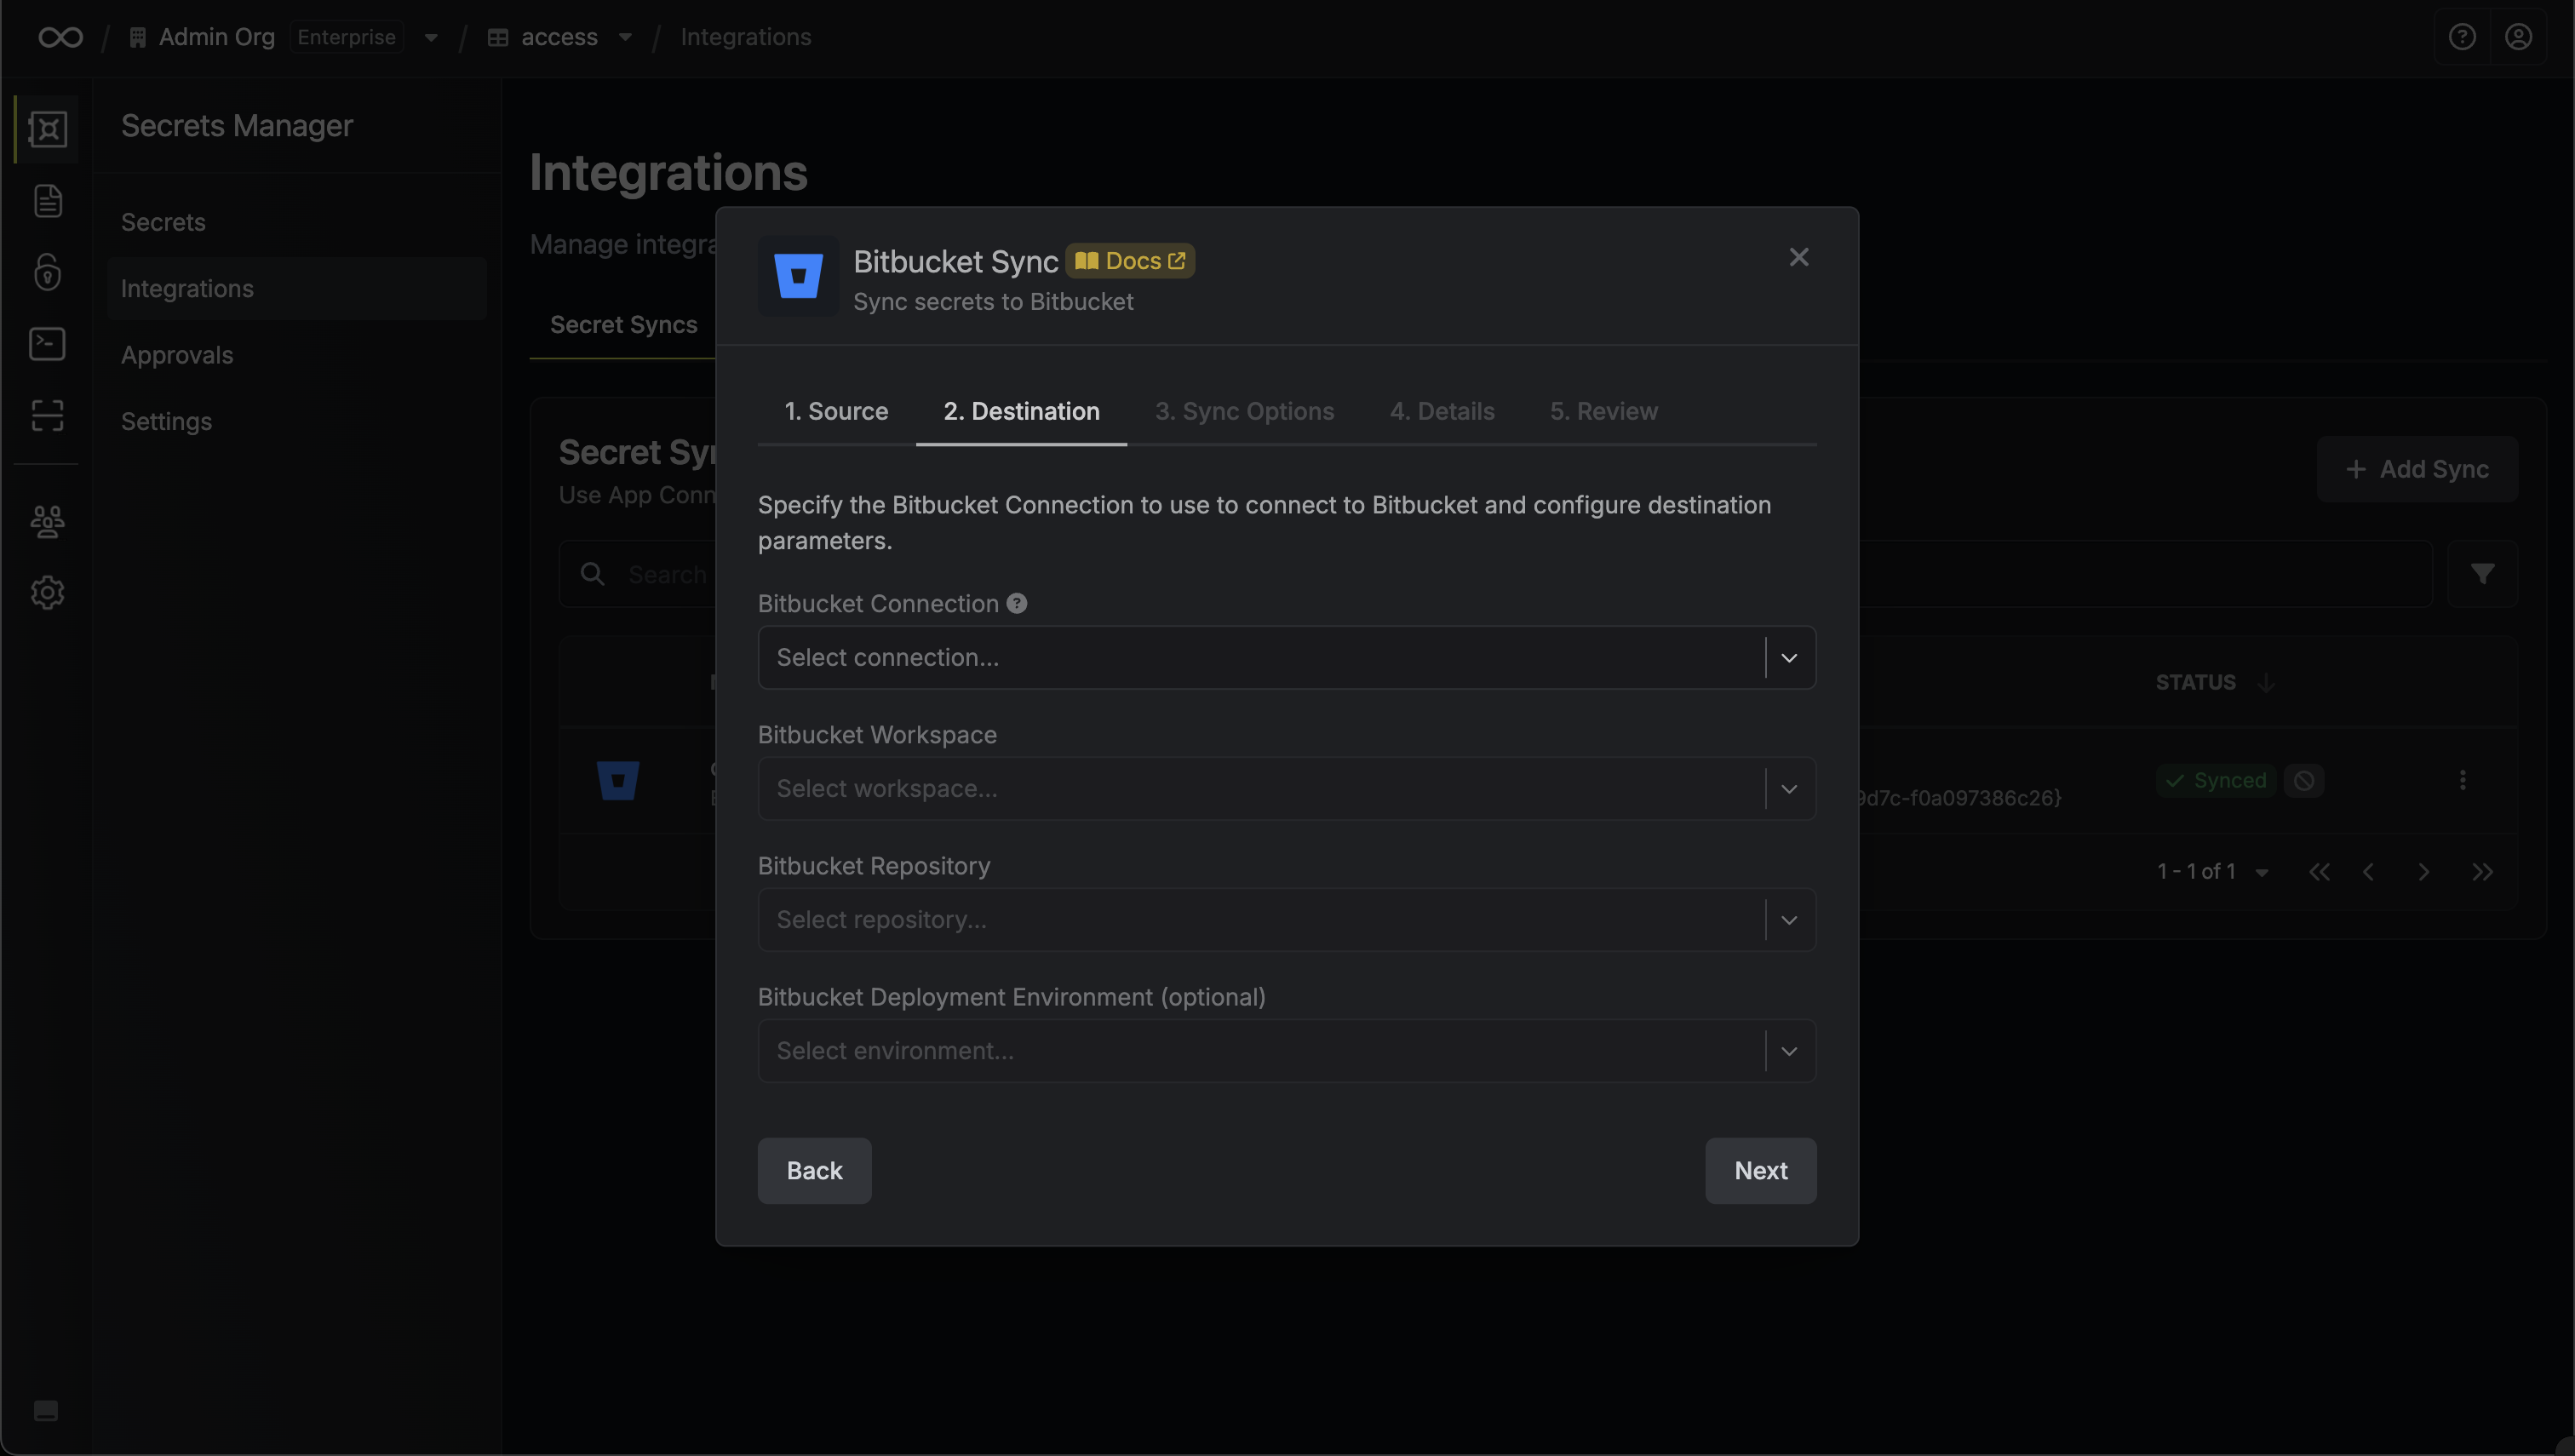 Admin Org Enterprise access Integrations
Secrets Manager
Secrets
Integrations
Approvals
Settings
Integrations
Manage integra
Secret Syncs
Secret Sy
Use App Conn
Add Sync
Search
STATUS
Synced
9d7c-f0a097386c26}
1 - 1 of 1
Bitbucket Sync Docs
Sync secrets to Bitbucket
1. Source 2. Destination 3. Sync Options 4. Details 5. Review
Specify the Bitbucket Connection to use to connect to Bitbucket and configure destination
parameters.
Bitbucket Connection
Select connection...
Bitbucket Workspace
Select workspace...
Bitbucket Repository
Select repository...
Bitbucket Deployment Environment (optional)
Select environment...
Back Next